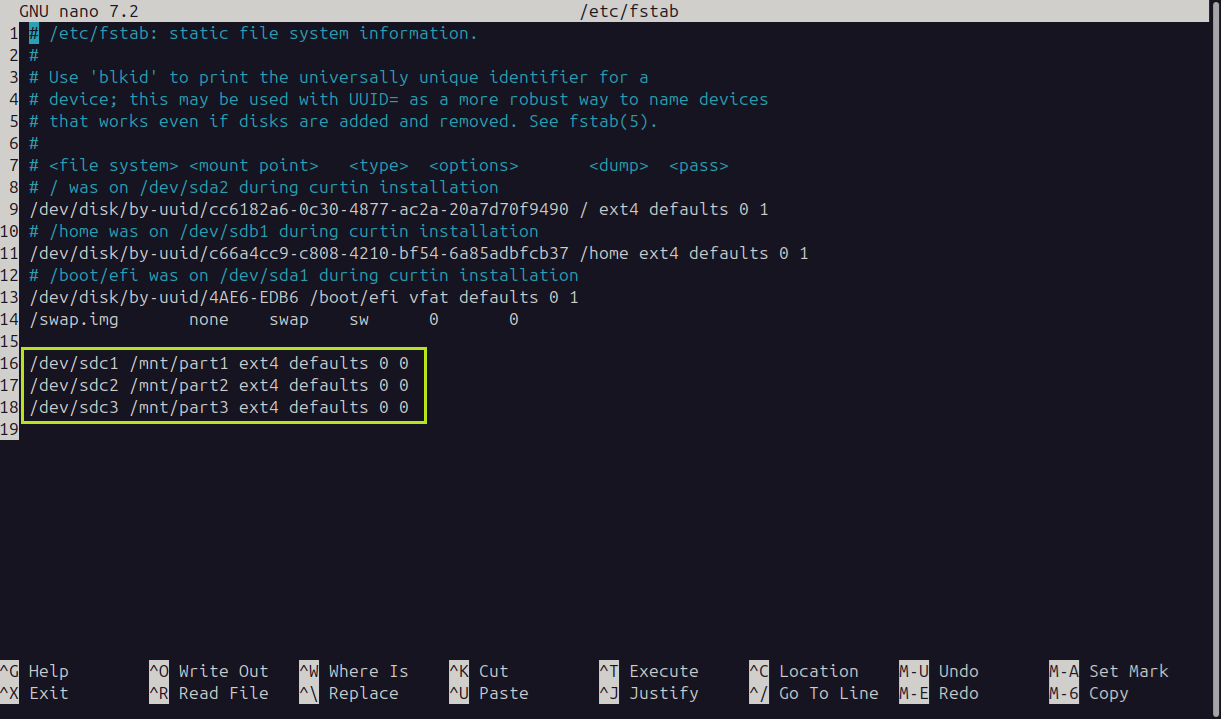 GNU nano 7.2 /etc/fstab
1 # /etc/fstab: static file system information.
2 #
3 # Use 'blkid' to print the universally unique identifier for a
4 # device; this may be used with UUID= as a more robust way to name devices
5 # that works even if disks are added and removed. See fstab(5).
6 #
7 # <file system> <mount point>   <type>  <options>       <dump>  <pass>
8 # / was on /dev/sda2 during curtin installation
9 /dev/disk/by-uuid/cc6182a6-0c30-4877-ac2a-20a7d70f9490 / ext4 defaults 0 1
10 # /home was on /dev/sdb1 during curtin installation
11 /dev/disk/by-uuid/c66a4cc9-c808-4210-bf54-6a85adbfcb37 /home ext4 defaults 0 1
12 # /boot/efi was on /dev/sda1 during curtin installation
13 /dev/disk/by-uuid/4AE6-EDB6 /boot/efi vfat defaults 0 1
14 /swap.img       none    swap    sw      0       0
15
16 /dev/sdc1 /mnt/part1 ext4 defaults 0 0
17 /dev/sdc2 /mnt/part2 ext4 defaults 0 0
18 /dev/sdc3 /mnt/part3 ext4 defaults 0 0
19
^G Help ^O Write Out ^W Where Is ^K Cut ^T Execute ^C Location M-U Undo M-A Set Mark
^X Exit ^R Read File ^\ Replace ^U Paste ^J Justify ^/ Go To Line M-E Redo M-6 Copy